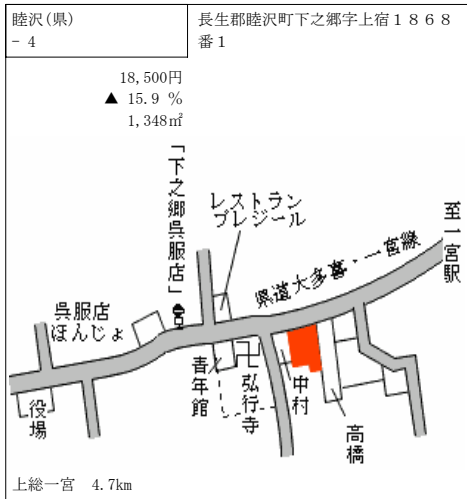 睦沢(県)
- 4
長生郡睦沢町下之郷字上宿１８６８
番１
18,500円
▲ 15.9 %
1,348㎡
「下之郷呉服店」
レストラン
プレジール
至一宮駅
県道大多喜・一宮線
呉服店
ほんじょ
役場
青年館
弘行寺
中村
高橋
上総一宮 4.7km